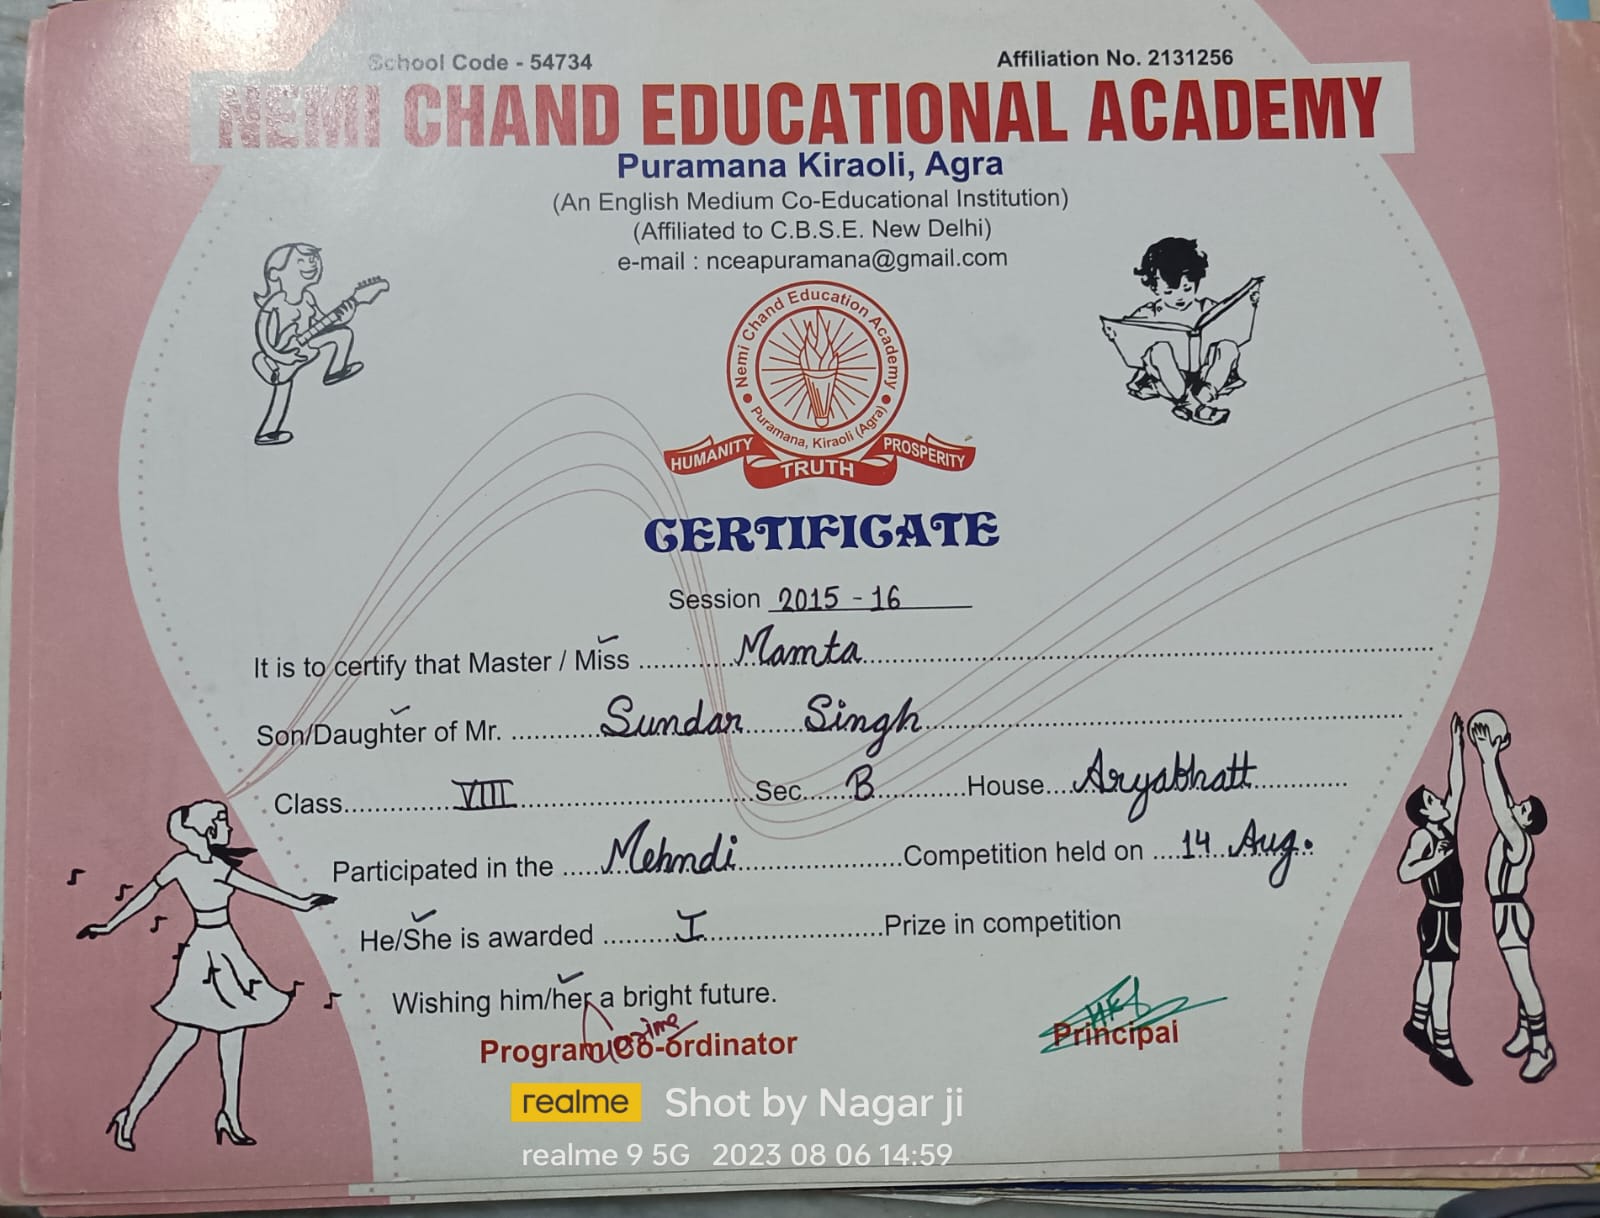 School Code - 54734 Affiliation No. 2131256
NEMI CHAND EDUCATIONAL ACADEMY
Puramana Kiraoli, Agra
(An English Medium Co-Educational Institution)
(Affiliated to C.B.S.E. New Delhi)
e-mail : nceapuramana@gmail.com
Nemi Chand Education Academy
Puramana, Kiraoli (Agra)
HUMANITY TRUTH PROSPERITY
CERTIFICATE
Session 2015 - 16
It is to certify that Master / Miss Mamta
Son/Daughter of Mr. Sundar Singh
Class VIII Sec. B House Aryabhatt
Participated in the Mehndi Competition held on 14 Aug.
He/She is awarded I Prize in competition
Wishing him/her a bright future.
Program Co-ordinator Principal
realme Shot by Nagar ji
realme 9 5G 2023 08 06 14:59